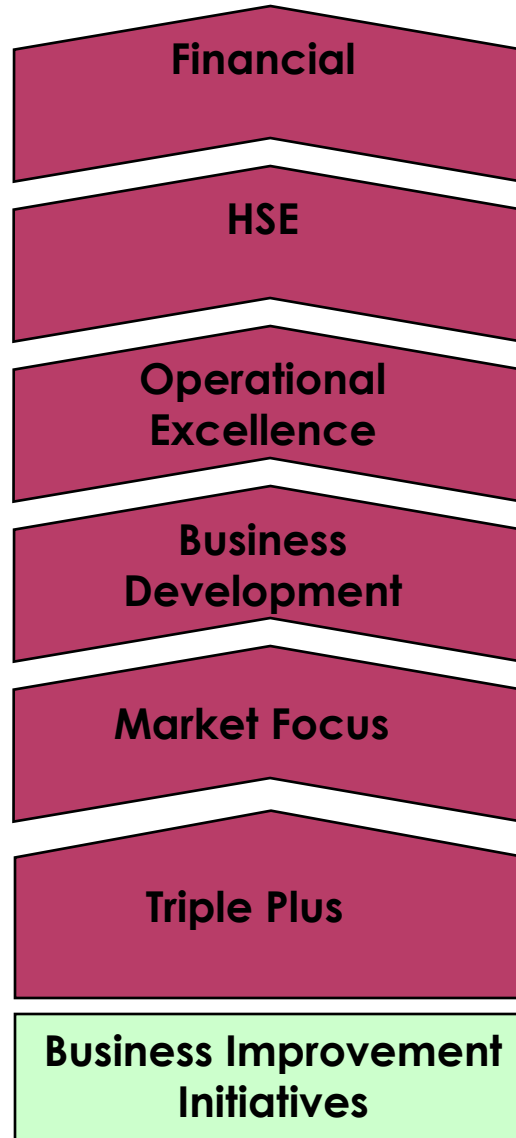 Financial
HSE
Operational
Excellence
Business
Development
Market Focus
Triple Plus
Business Improvement
Initiatives